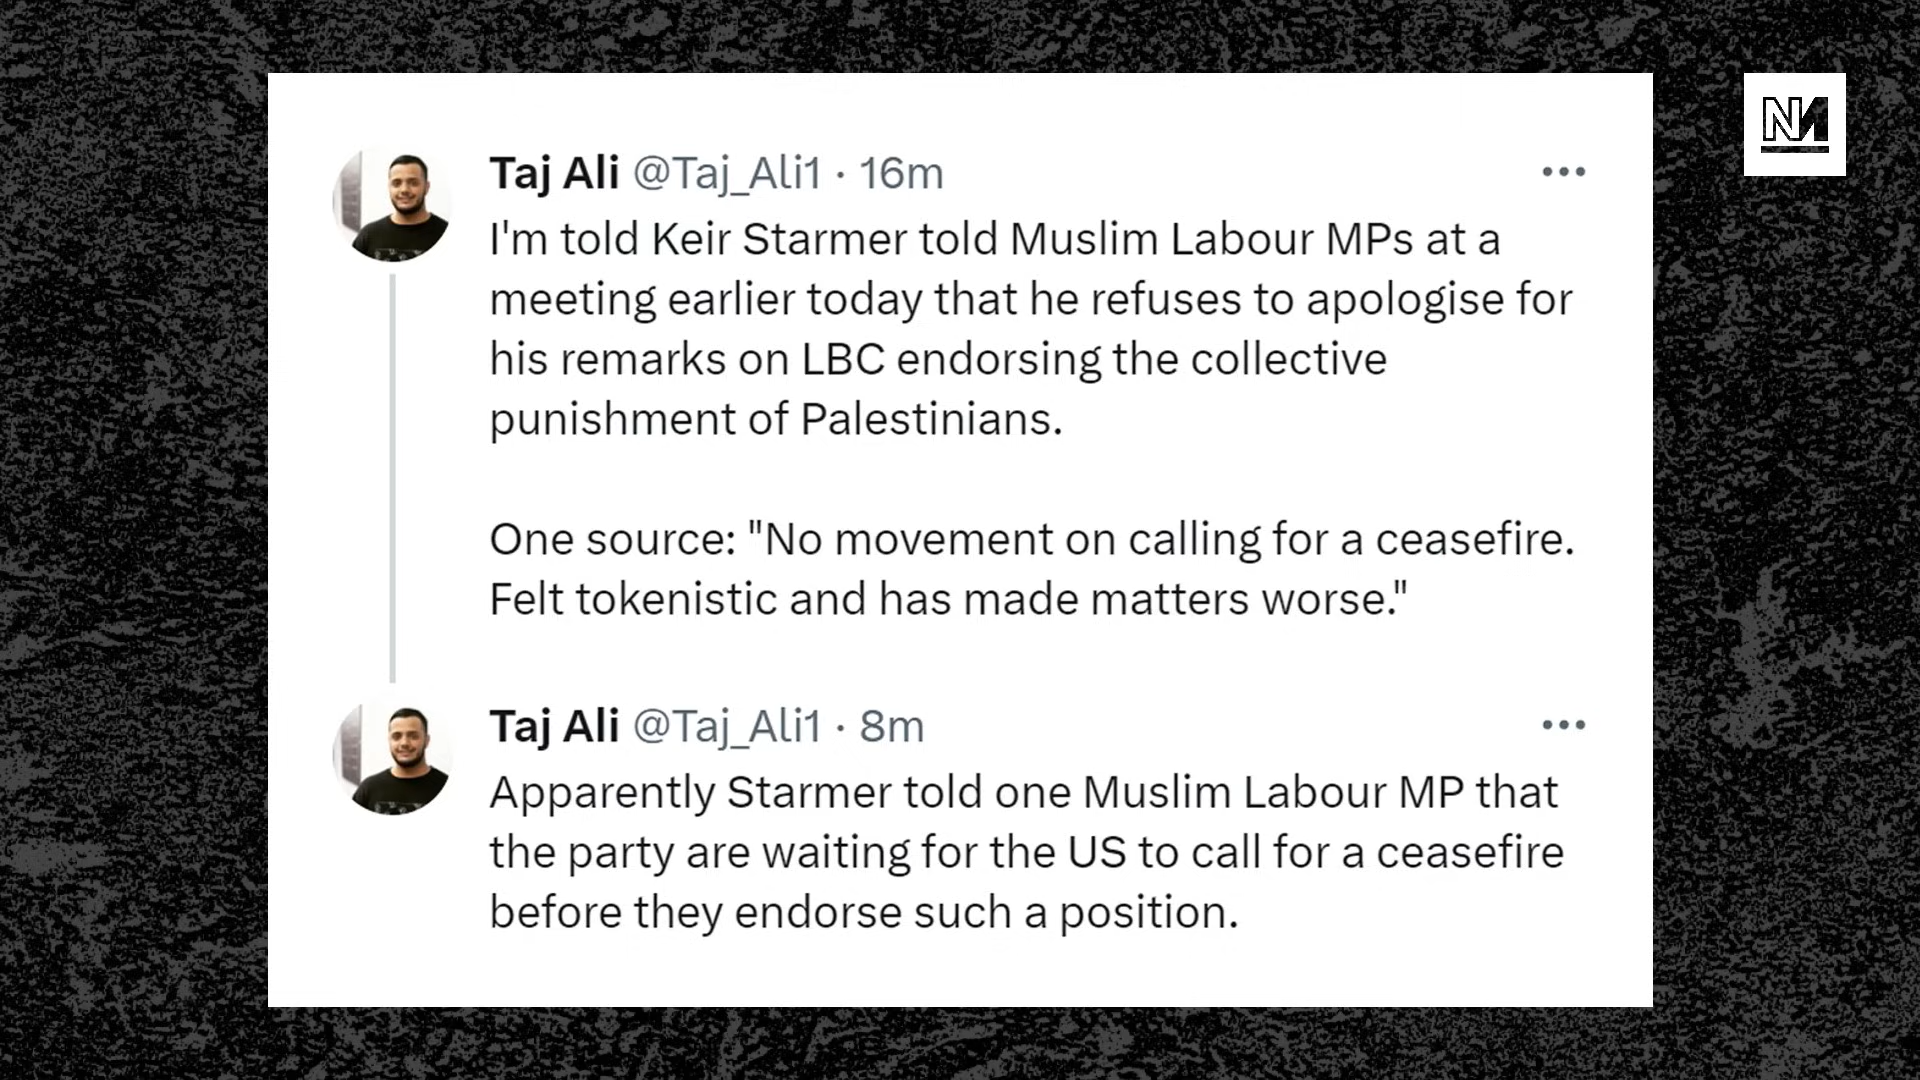 Taj Ali @Taj_Ali1 · 16m
I'm told Keir Starmer told Muslim Labour MPs at a
meeting earlier today that he refuses to apologise for
his remarks on LBC endorsing the collective
punishment of Palestinians.
One source: "No movement on calling for a ceasefire.
Felt tokenistic and has made matters worse."
Taj Ali @Taj_Ali1 · 8m
Apparently Starmer told one Muslim Labour MP that
the party are waiting for the US to call for a ceasefire
before they endorse such a position.